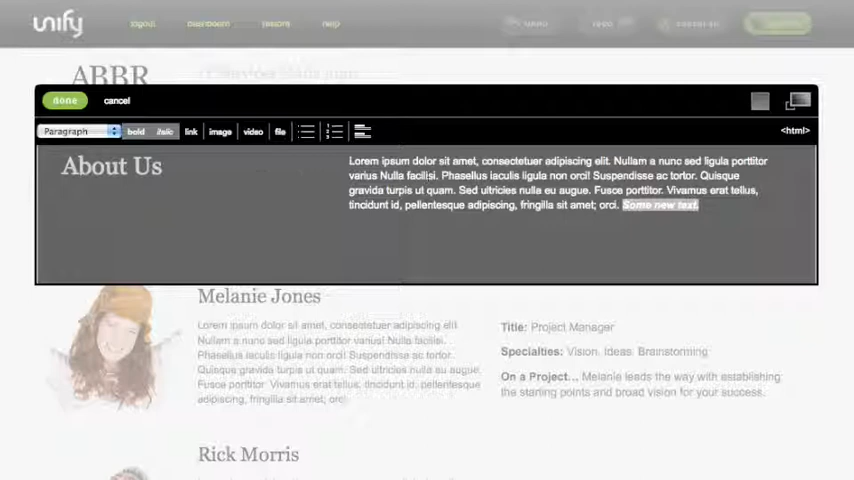 unify
logout
dashboard
help
ABBR
done
cancel
Paragraph
bold
italic
link
image
video
file
<html>
About Us
Lorem ipsum dolor sit amet, consectetuer adipiscing elit. Nullam a nunc sed ligula porttitor
varius Nulla facilisi. Phasellus iaculis ligula non orci! Suspendisse ac tortor. Quisque
gravida turpis ut quam. Sed ultricies nulla eu augue. Fusce porttitor. Vivamus erat tellus,
tincidunt id, pellentesque adipiscing, fringilla sit amet; orci. Some new text.
Melanie Jones
Lorem ipsum dolor sit amet, consectetuer adipiscing elit.
Nullam a nunc sed ligula porttitor varius! Nulla facilisi.
Phasellus iaculis ligula non orci! Suspendisse ac tortor.
Quisque gravida turpis ut quam. Sed ultricies nulla eu augue.
Fusce porttitor. Vivamus erat tellus, tincidunt id, pellentesque
adipiscing, fringilla sit amet; orci
Title: Project Manager
Specialties: Vision, Ideas, Brainstorming
On a Project... Melanie leads the way with establishing
the starting points and broad vision for your success.
Rick Morris